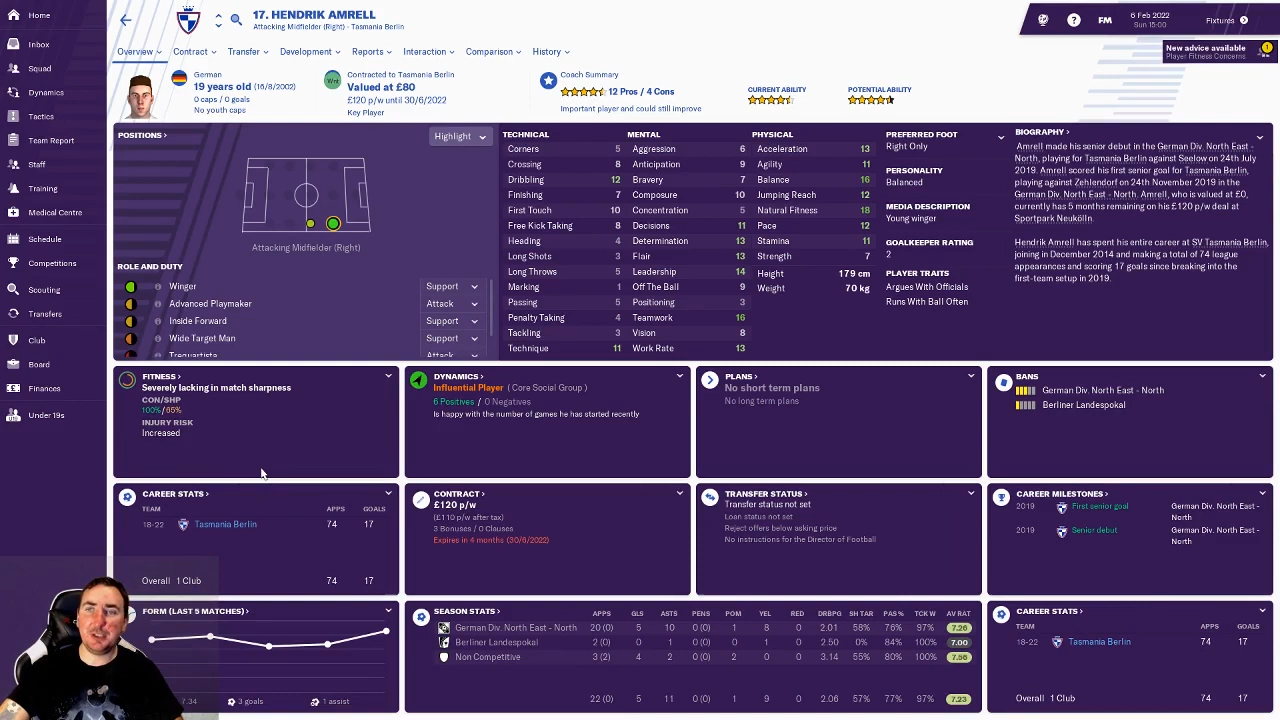 17. HENDRIK AMRELL
Attacking Midfielder (Right) - Tasmania Berlin
FM
6 Feb 2022
Sun 15:00
Fixtures
New advice available
Player Fitness Concerns
Home
Inbox
Squad
Dynamics
Tactics
Team Report
Staff
Training
Medical Centre
Schedule
Competitions
Scouting
Transfers
Club
Board
Finances
Under 19s
Overview
Contract
Transfer
Development
Reports
Interaction
Comparison
History
German
19 years old (16/8/2002)
0 caps / 0 goals
No youth caps
Wnt
Contracted to Tasmania Berlin
Valued at £80
£120 p/w until 30/6/2022
Key Player
Coach Summary
12 Pros / 4 Cons
Important player and could still improve
CURRENT ABILITY
POTENTIAL ABILITY
POSITIONS
Highlight
Attacking Midfielder (Right)
ROLE AND DUTY
Winger Support
Advanced Playmaker Attack
Inside Forward Support
Wide Target Man Support
Trequartista Attack
TECHNICAL
Corners 5
Crossing 8
Dribbling 12
Finishing 7
First Touch 10
Free Kick Taking 8
Heading 4
Long Shots 3
Long Throws 5
Marking 1
Passing 5
Penalty Taking 4
Tackling 3
Technique 11
MENTAL
Aggression 6
Anticipation 9
Bravery 7
Composure 10
Concentration 5
Decisions 11
Determination 13
Flair 13
Leadership 14
Off The Ball 9
Positioning 3
Teamwork 16
Vision 8
Work Rate 13
PHYSICAL
Acceleration 13
Agility 11
Balance 16
Jumping Reach 12
Natural Fitness 18
Pace 12
Stamina 11
Strength 7
Height 179 cm
Weight 70 kg
PREFERRED FOOT
Right Only
PERSONALITY
Balanced
MEDIA DESCRIPTION
Young winger
GOALKEEPER RATING
2
PLAYER TRAITS
Argues With Officials
Runs With Ball Often
BIOGRAPHY
Amrell made his senior debut in the German Div. North East -
North, playing for Tasmania Berlin against Seelow on 24th July
2019. Amrell scored his first senior goal for Tasmania Berlin,
playing against Zehlendorf on 24th November 2019 in the
German Div. North East - North. Amrell, who is valued at £0,
currently has 5 months remaining on his £120 p/w deal at
Sportpark Neukölln.
Hendrik Amrell has spent his entire career at SV Tasmania Berlin,
joining in December 2014 and making a total of 74 league
appearances and scoring 17 goals since breaking into the
first-team setup in 2019.
FITNESS
Severely lacking in match sharpness
CON/SHP
100%/65%
INJURY RISK
Increased
DYNAMICS
Influential Player ( Core Social Group )
6 Positives / 0 Negatives
Is happy with the number of games he has started recently
PLANS
No short term plans
No long term plans
BANS
German Div. North East - North
Berliner Landespokal
CAREER STATS
TEAM APPS GOALS
18-22 Tasmania Berlin 74 17
Overall 1 Club 74 17
CONTRACT
£120 p/w
(£110 p/w after tax)
3 Bonuses / 0 Clauses
Expires in 4 months (30/6/2022)
TRANSFER STATUS
Transfer status not set
Loan status not set
Reject offers below asking price
No instructions for the Director of Football
CAREER MILESTONES
2019 First senior goal German Div. North East -
North
2019 Senior debut German Div. North East -
North
FORM (LAST 5 MATCHES)
7.34
3 goals
1 assist
SEASON STATS APPS GLS ASTS PENS POM YEL RED DRBPG SH TAR PAS % TCK W AV RAT
German Div. North East - North 20 (0) 5 10 0 (0) 1 8 0 2.01 58% 76% 97% 7.26
Berliner Landespokal 2 (0) 0 1 0 (0) 0 1 0 2.50 0% 84% 100% 7.00
Non Competitive 3 (2) 4 2 0 (0) 2 0 0 3.14 55% 80% 100% 7.56
22 (0) 5 11 0 (0) 1 9 0 2.06 57% 77% 97% 7.23
CAREER STATS
TEAM APPS GOALS
18-22 Tasmania Berlin 74 17
Overall 1 Club 74 17